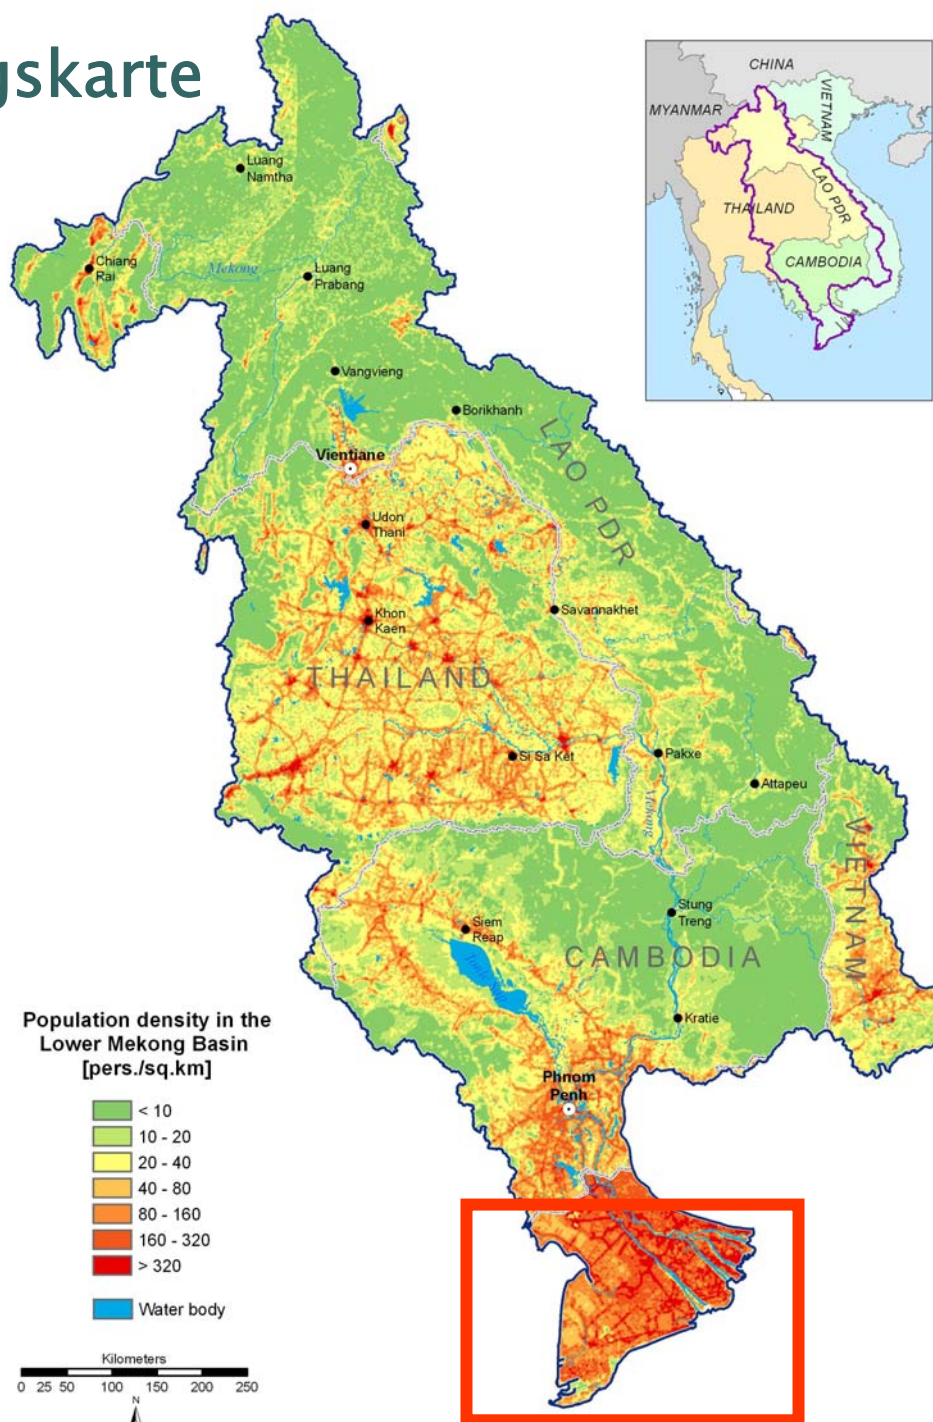 gskarte
CHINA
MYANMAR
VIETNAM
LAO PDR
THAILAND
CAMBODIA
Luang
Namtha
Chiang
Rai
Mekong
Luang
Prabang
Vangvieng
Borikhanh
LAO PDR
Vientiane
Udon
Thani
Savannakhet
Khon
Kaen
THAILAND
Pakxe
Si Sa Ket
Attapeu
Mekong
VIETNAM
Stung
Treng
Siem
Reap
CAMBODIA
Tonle Sap
Kratie
Population density in the
Lower Mekong Basin
[pers./sq.km]
Phnom
Penh
< 10
10 - 20
20 - 40
40 - 80
80 - 160
160 - 320
> 320
Water body
Kilometers
0 25 50 100 150 200 250
N